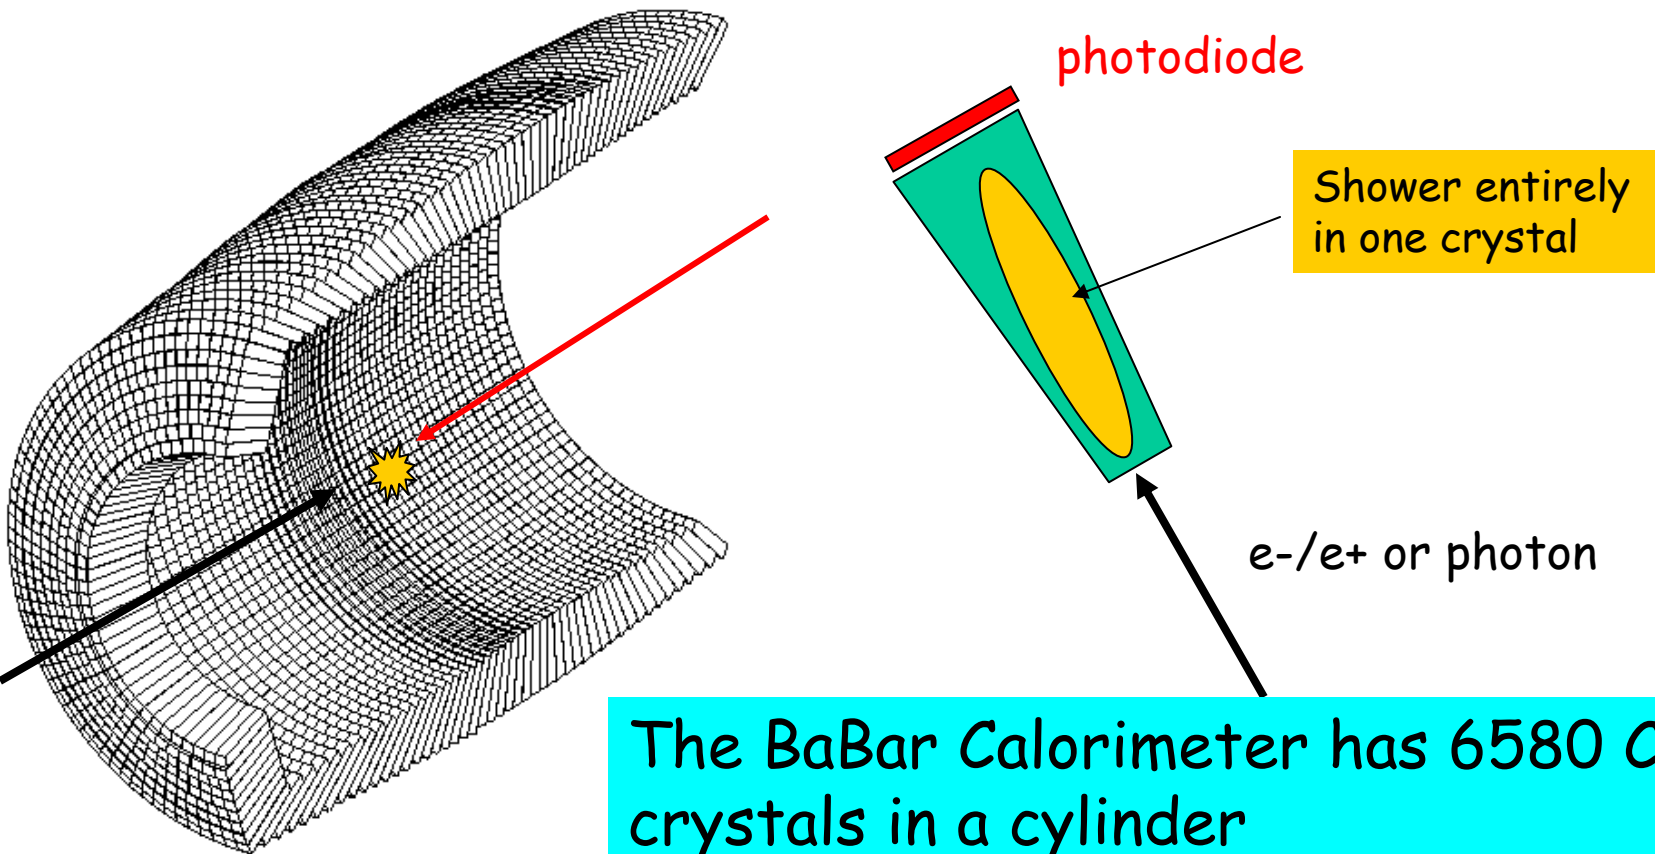 photodiode
Shower entirely
in one crystal
e-/e+ or photon
The BaBar Calorimeter has 6580
crystals in a cylinder